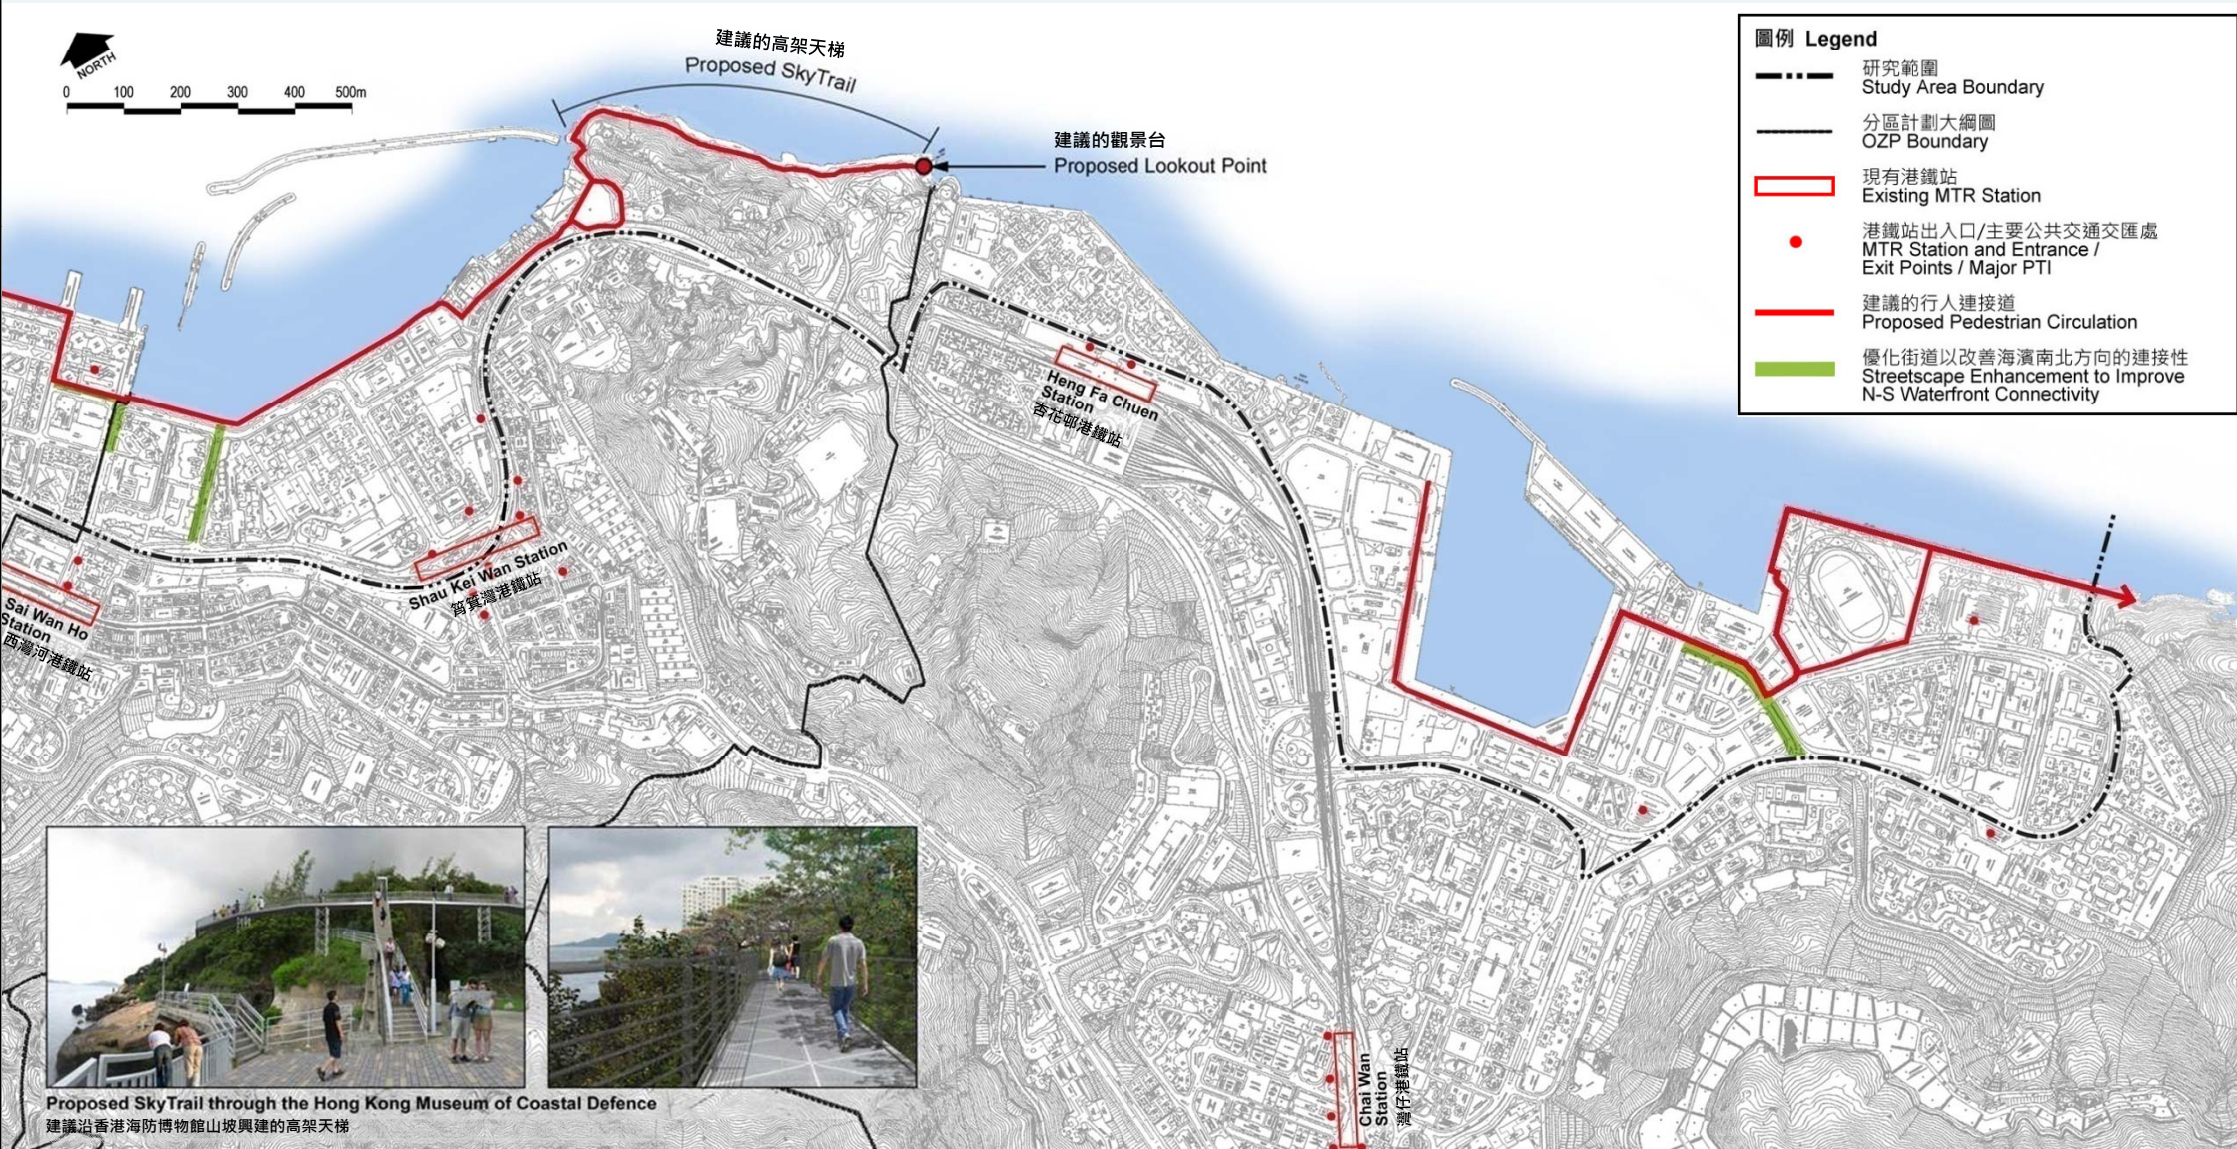 NORTH
0 100 200 300 400 500m
建議的高架天梯
Proposed SkyTrail
建議的觀景台
Proposed Lookout Point
圖例 Legend
研究範圍
Study Area Boundary
分區計劃大綱圖
OZP Boundary
現有港鐵站
Existing MTR Station
港鐵站出入口/主要公共交通交匯處
MTR Station and Entrance /
Exit Points / Major PTI
建議的行人連接道
Proposed Pedestrian Circulation
優化街道以改善海濱南北方向的連接性
Streetscape Enhancement to Improve
N-S Waterfront Connectivity
Heng Fa Chuen
Station
杏花邨港鐵站
Shau Kei Wan Station
筲箕灣港鐵站
Sai Wan Ho
Station
西灣河港鐵站
Chai Wan
Station
灣仔港鐵站
Proposed SkyTrail through the Hong Kong Museum of Coastal Defence
建議沿香港海防博物館山坡興建的高架天梯